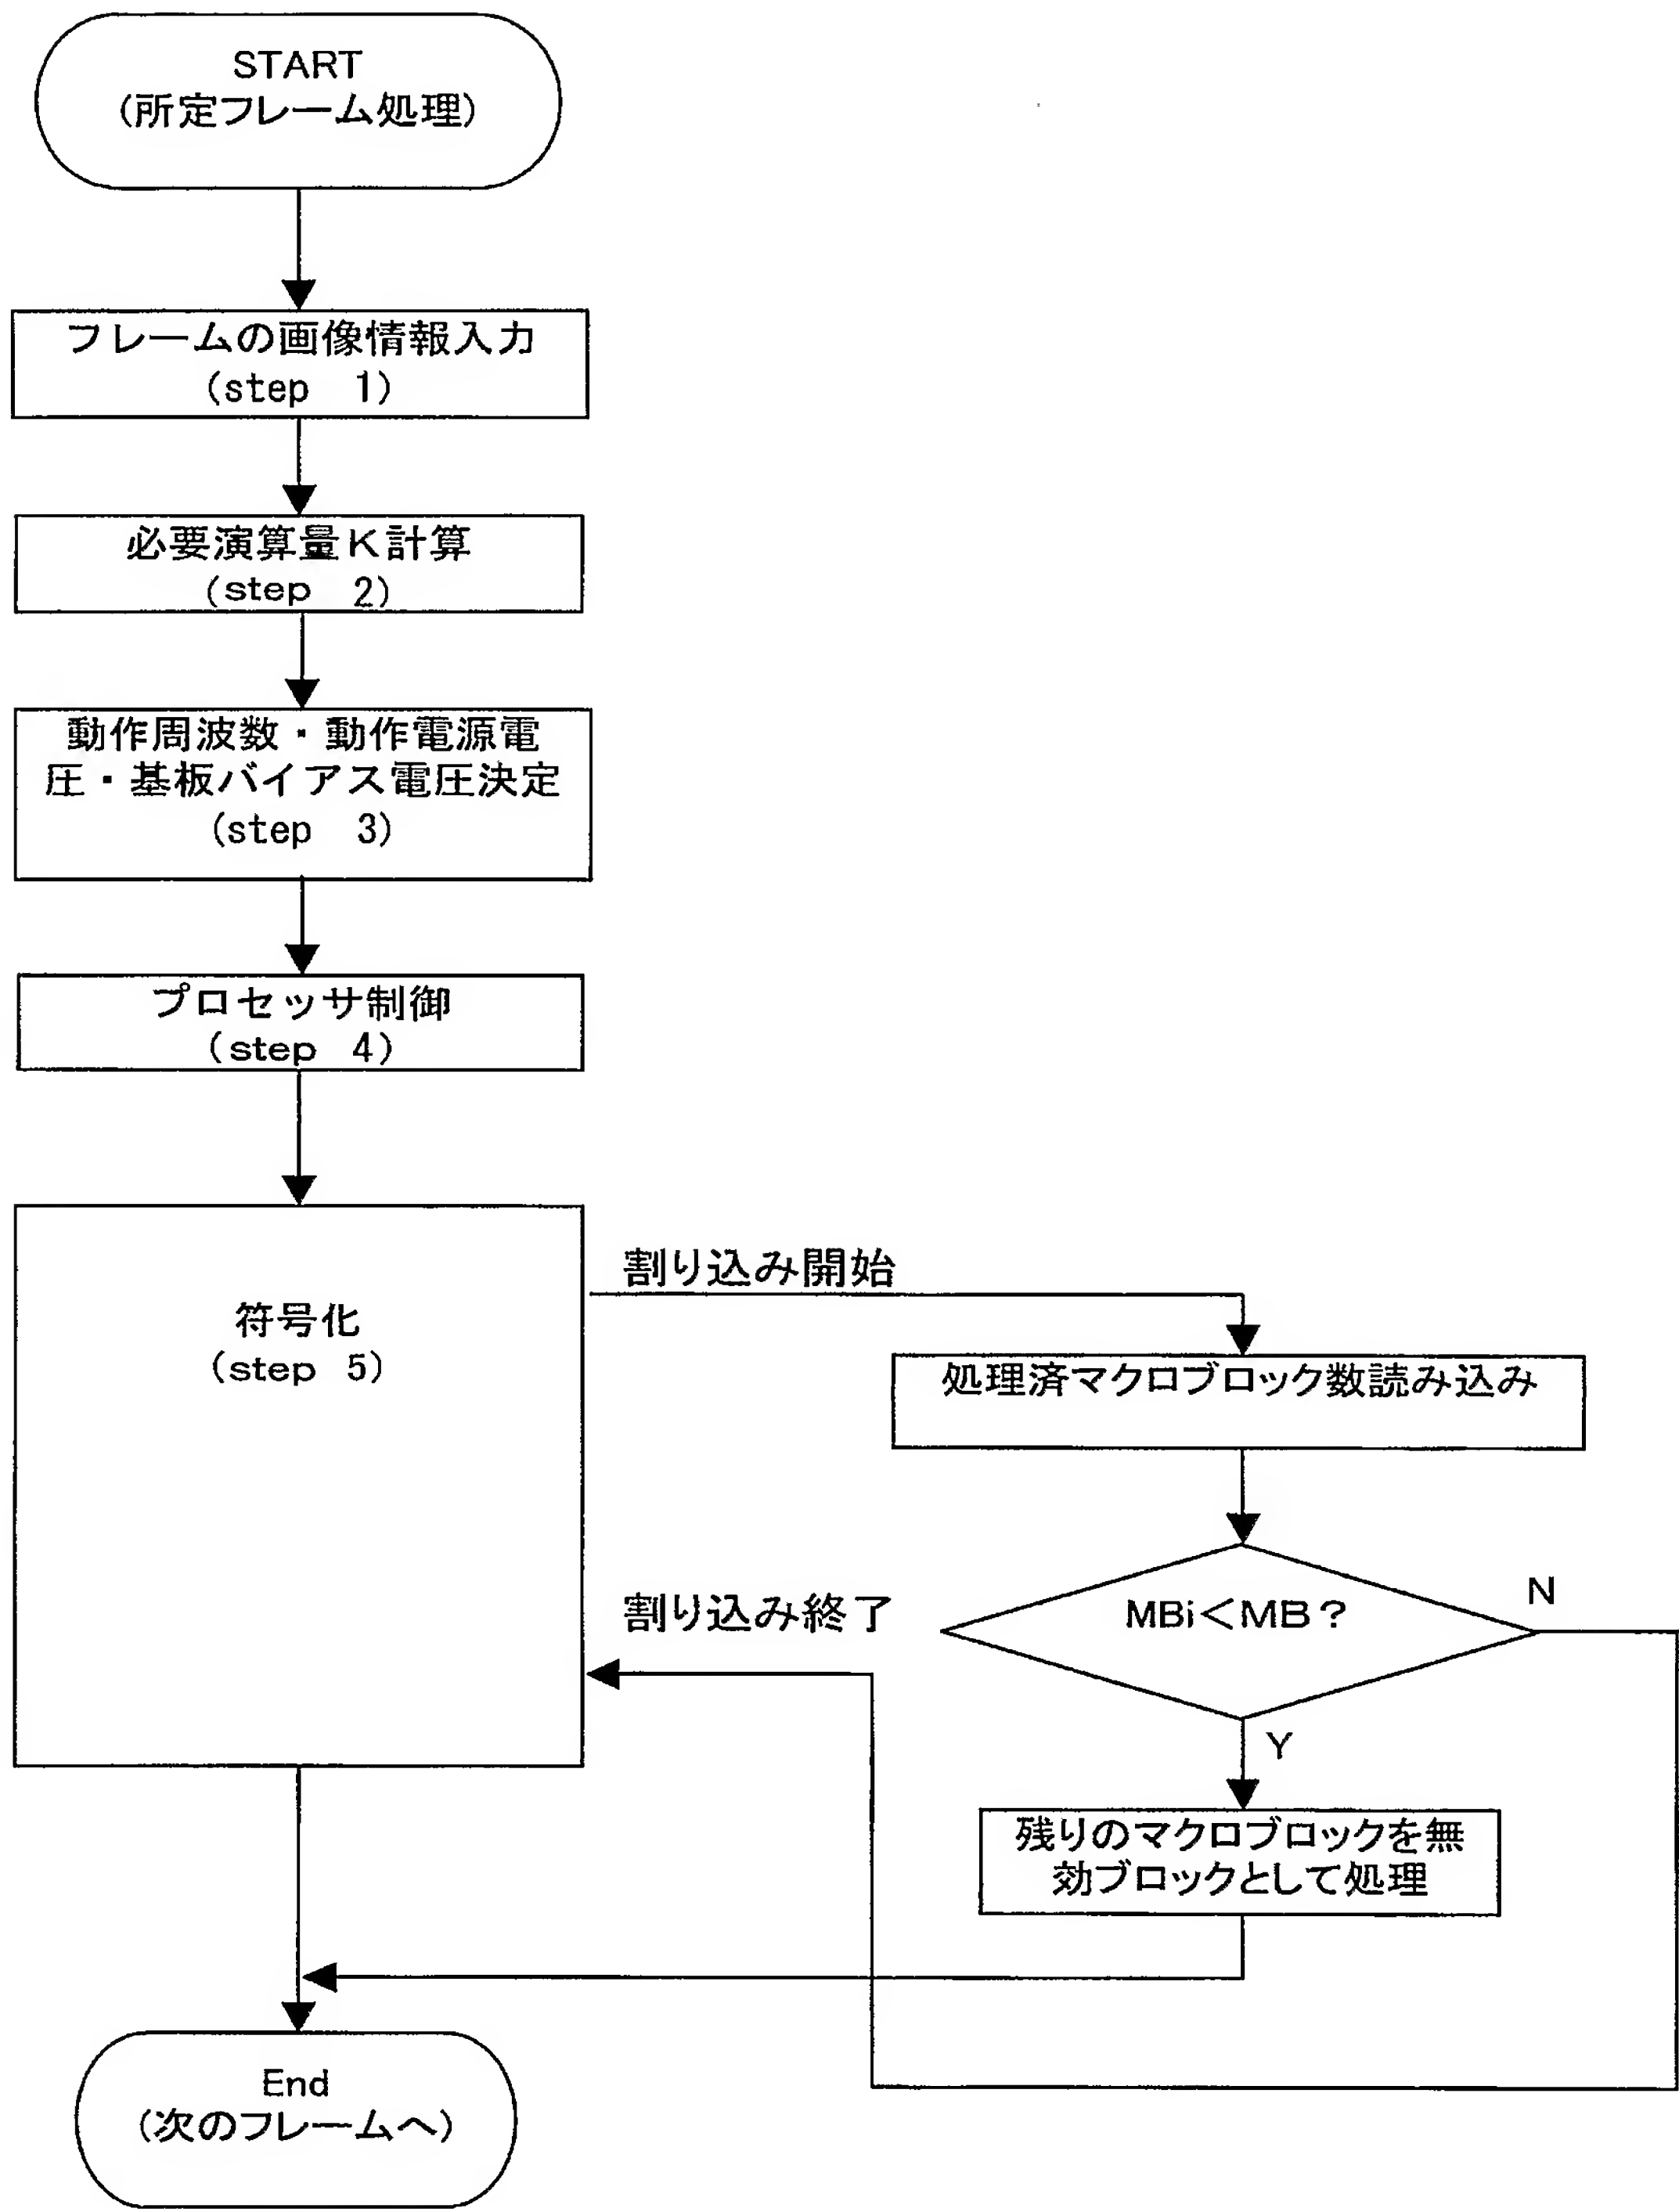 START
(所定フレーム処理)
フレームの画像情報入力
(step 1)
必要演算量K計算
(step 2)
動作周波数・動作電源電
圧・基板バイアス電圧決定
(step 3)
プロセッサ制御
(step 4)
符号化
(step 5)
割り込み開始
処理済マクロブロック数読み込み
MBi<MB?
N
割り込み終了
Y
残りのマクロブロックを無
効ブロックとして処理
End
(次のフレームへ)